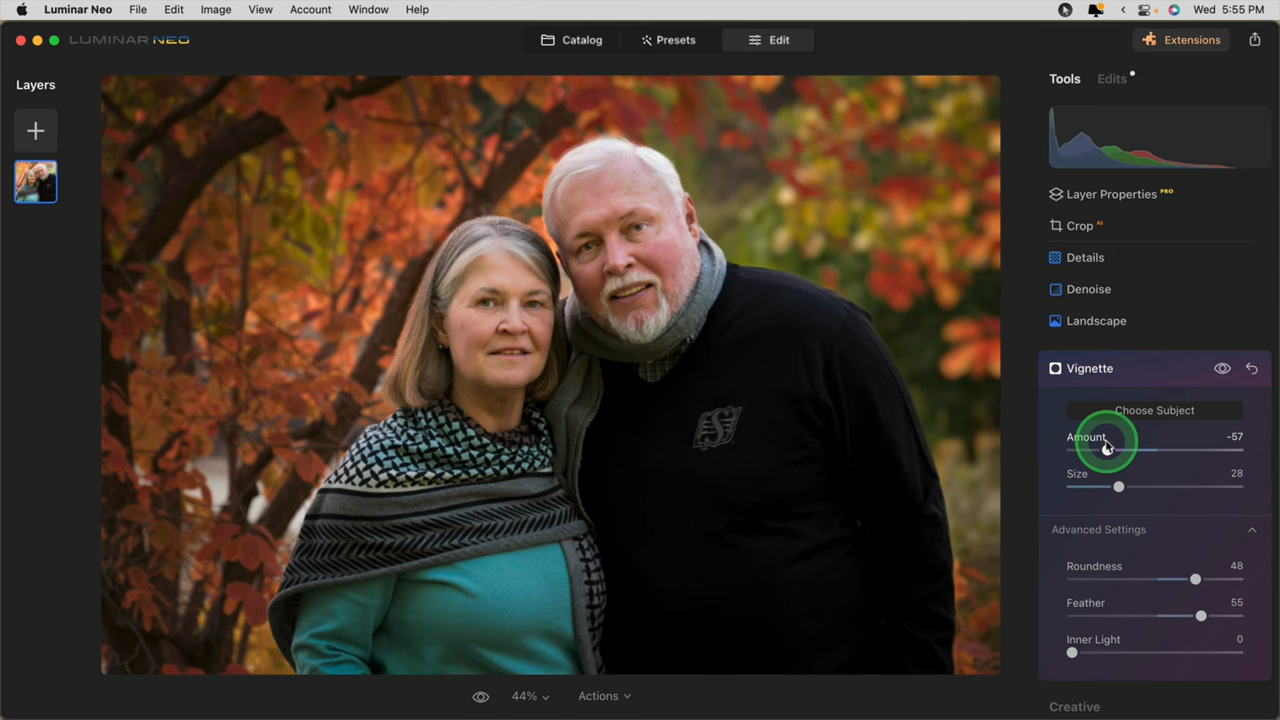 Luminar Neo File Edit Image View Account Window Help Wed 5:55 PM
LUMINAR NEO Catalog Presets Edit Extensions
Layers
Tools Edits
Layer Properties PRO
Crop AI
Details
Denoise
Landscape
Vignette
Choose Subject
Amount -57
Size 28
Advanced Settings
Roundness 48
Feather 55
Inner Light 0
44% Actions
Creative
S